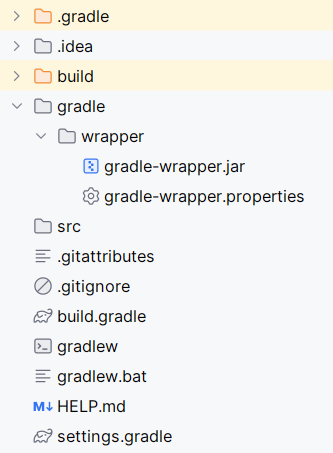 .gradle
.idea
build
gradle
wrapper
gradle-wrapper.jar
gradle-wrapper.properties
src
.gitattributes
.gitignore
build.gradle
gradlew
gradlew.bat
M↓ HELP.md
settings.gradle